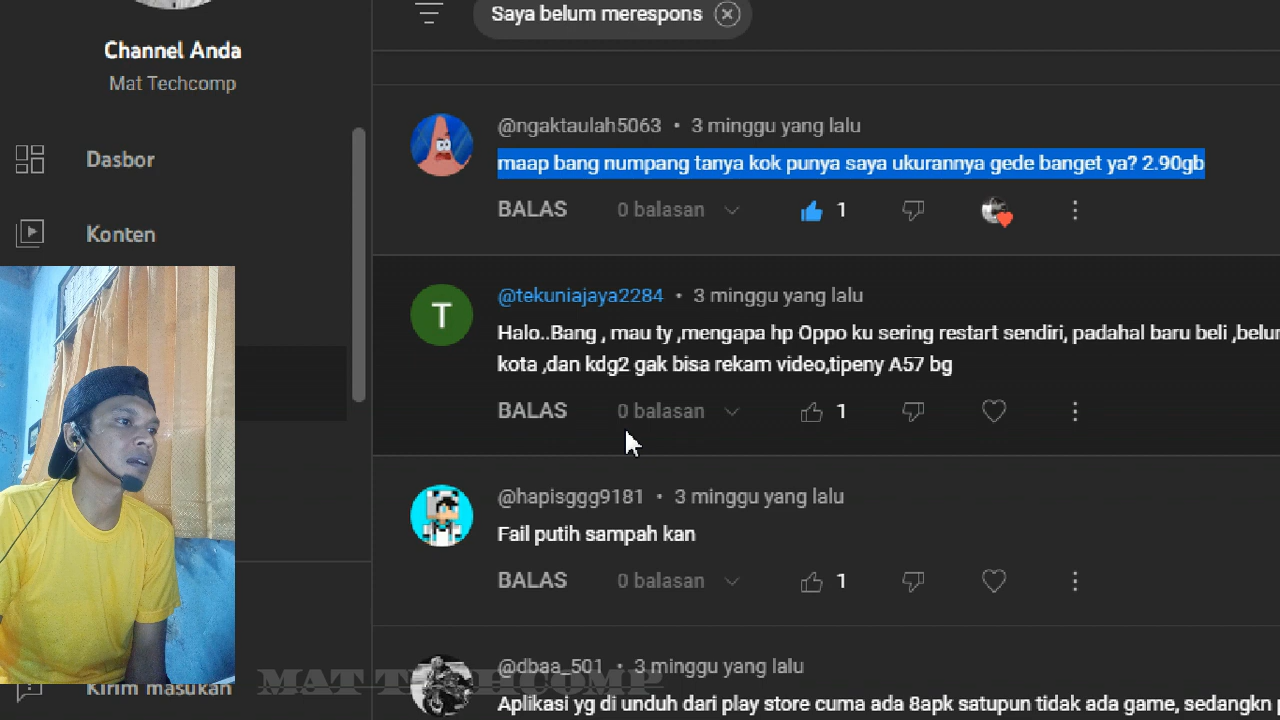 Saya belum merespons
Channel Anda
Mat Techcomp
Dasbor
Konten
Kirim masukan
@ngaktaulah5063 • 3 minggu yang lalu
maap bang numpang tanya kok punya saya ukurannya gede banget ya? 2.90gb
BALAS 0 balasan 1
T
@tekuniajaya2284 • 3 minggu yang lalu
Halo..Bang , mau ty ,mengapa hp Oppo ku sering restart sendiri, padahal baru beli
kota ,dan kdg2 gak bisa rekam video,tipeny A57 bg
BALAS 0 balasan 1
@hapisggg9181 • 3 minggu yang lalu
Fail putih sampah kan
BALAS 0 balasan 1
@dbaa_501 • 3 minggu yang lalu
MAT TECHCOMP
Aplikasi yg di unduh dari play store cuma ada 8apk satupun tidak ada game, sedangkn